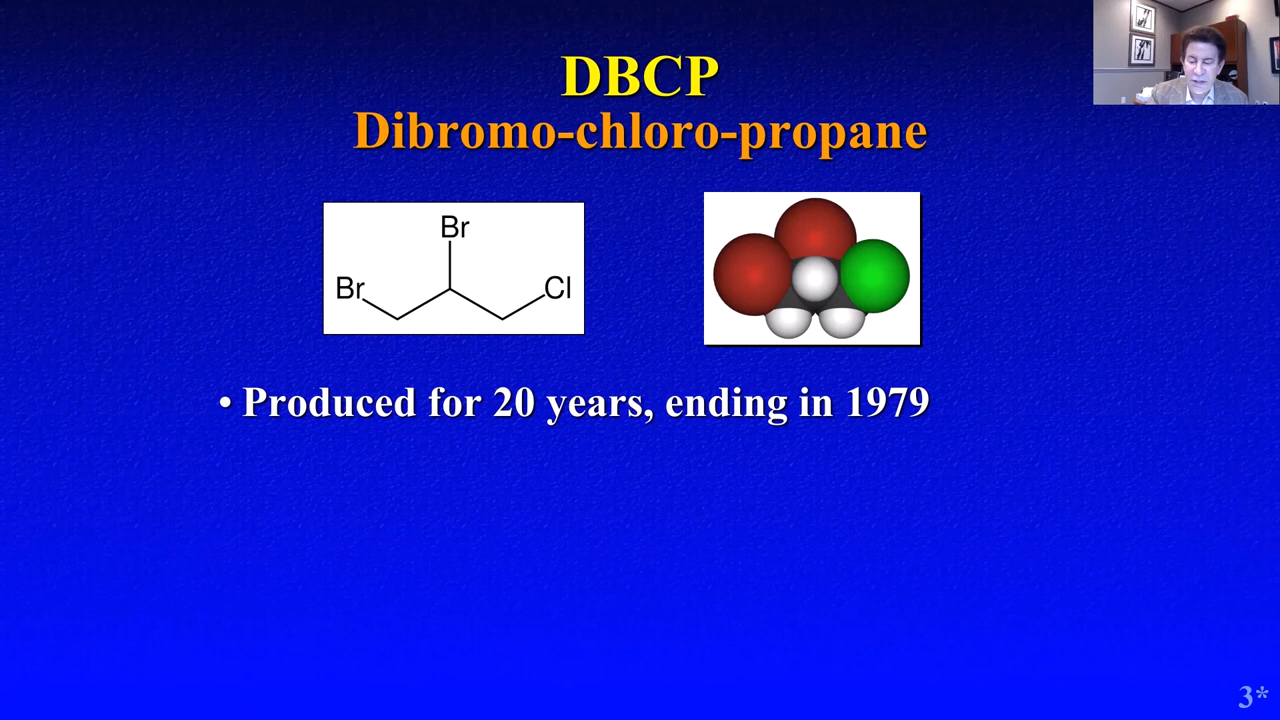 DBCP
Dibromo-chloro-propane
Br
Br
Cl
• Produced for 20 years, ending in 1979
3*